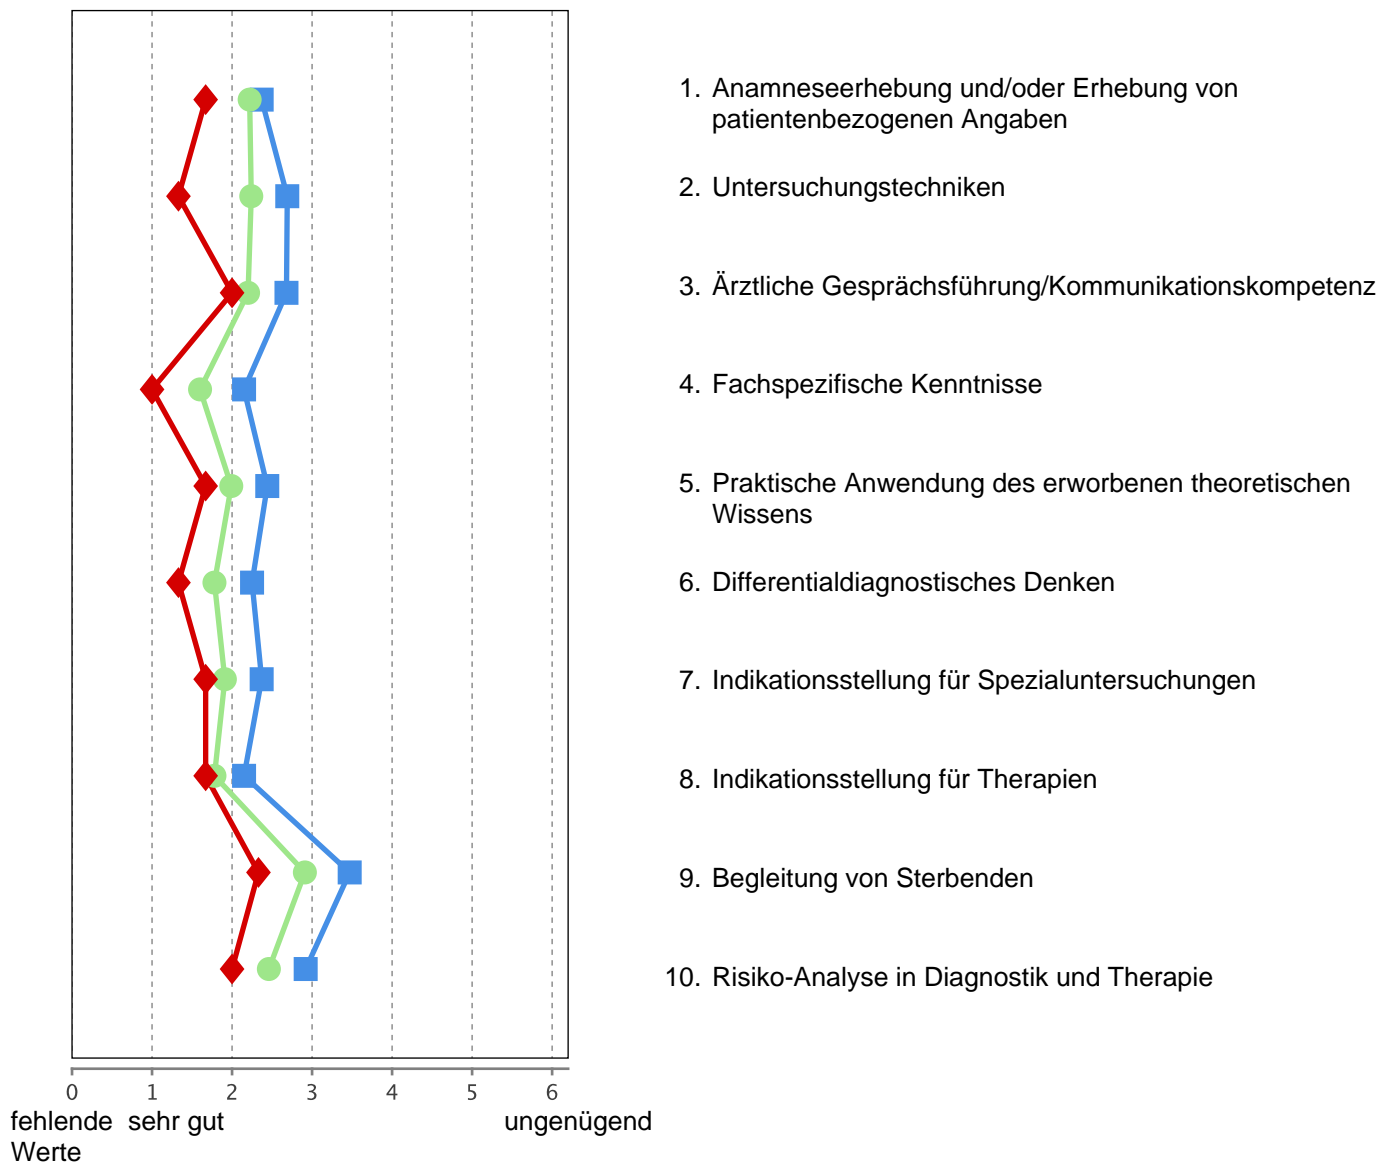 1. Anamneseerhebung und/oder Erhebung von
patientenbezogenen Angaben
2. Untersuchungstechniken
3. Ärztliche Gesprächsführung/Kommunikationskompetenz
4. Fachspezifische Kenntnisse
5. Praktische Anwendung des erworbenen theoretischen
Wissens
6. Differentialdiagnostisches Denken
7. Indikationsstellung für Spezialuntersuchungen
8. Indikationsstellung für Therapien
9. Begleitung von Sterbenden
10. Risiko-Analyse in Diagnostik und Therapie
0 1 2 3 4 5 6
fehlende sehr gut ungenügend
Werte